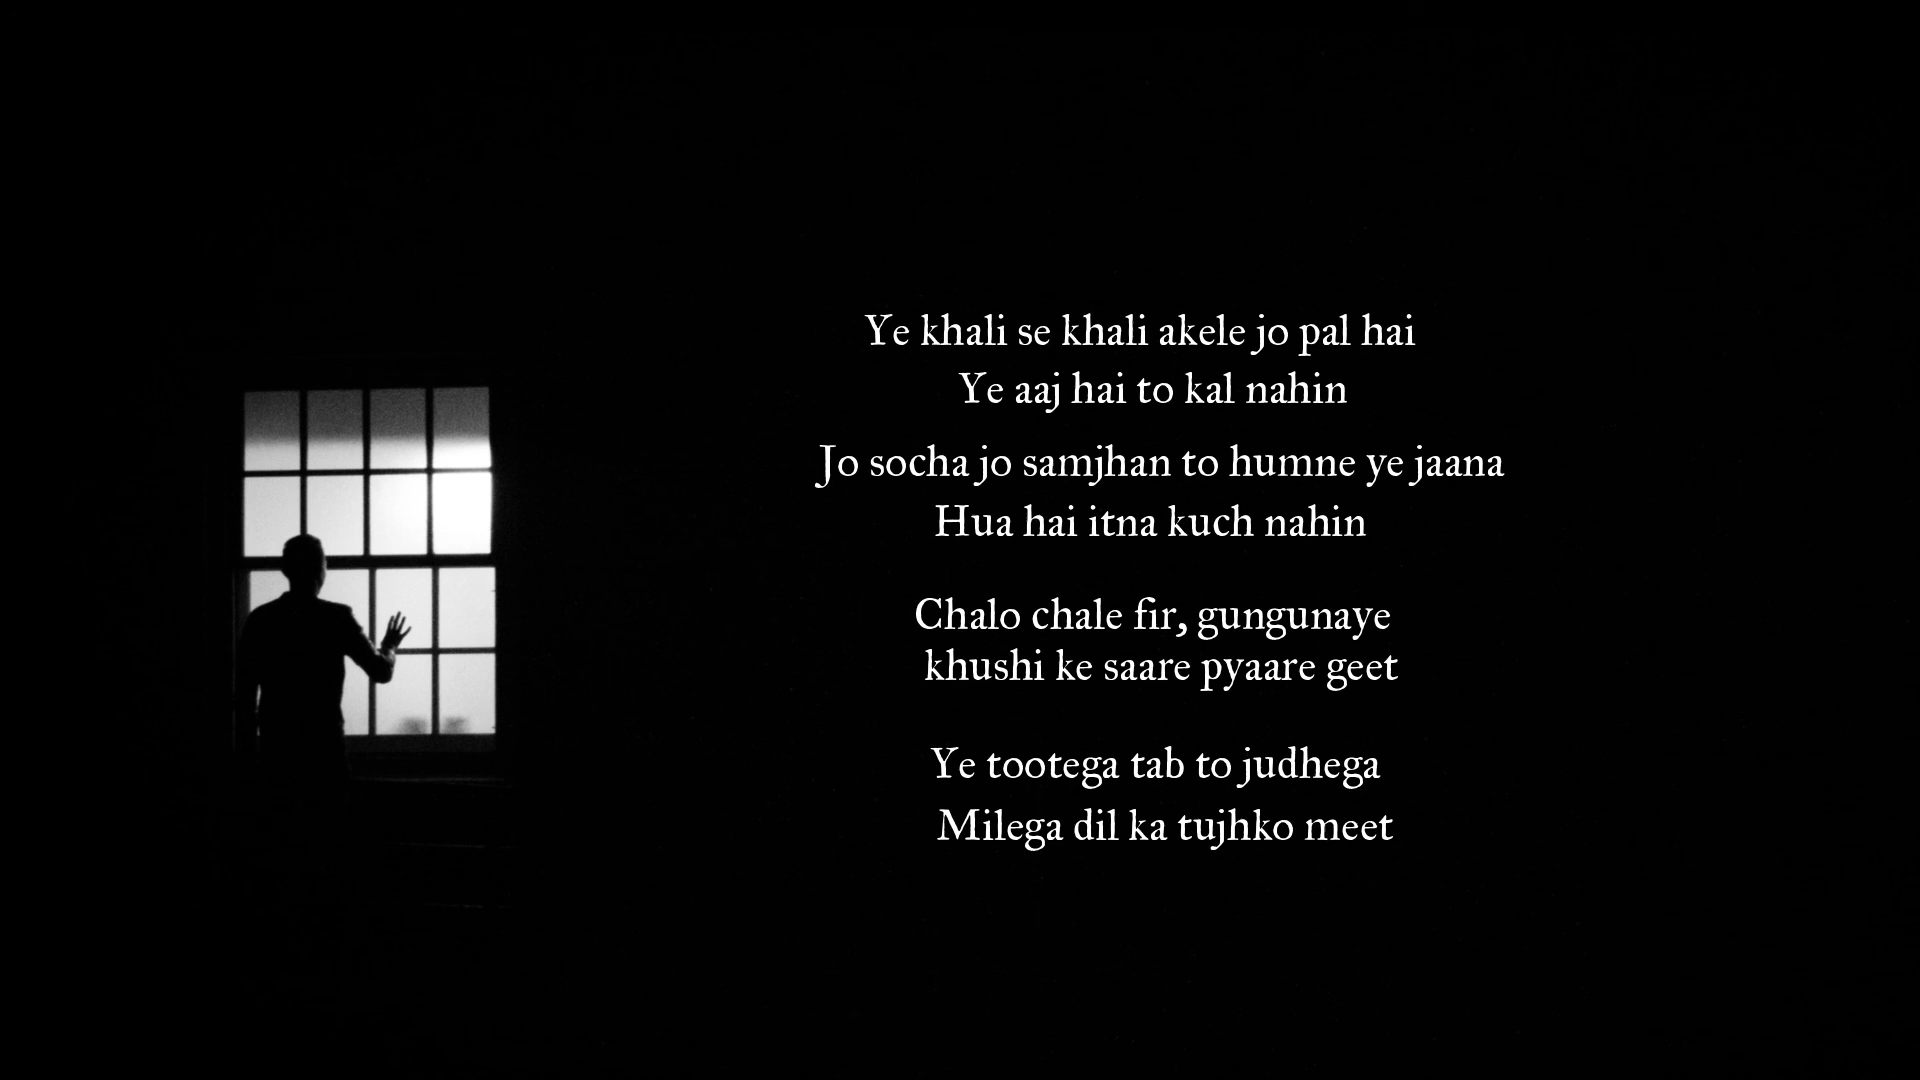 Ye khali se khali akele jo pal hai
Ye aaj hai to kal nahin
Jo socha jo samjhan to humne ye jaana
Hua hai itna kuch nahin
Chalo chale fir, gungunaye
khushi ke saare pyaare geet
Ye tootega tab to judhega
Milega dil ka tujhko meet